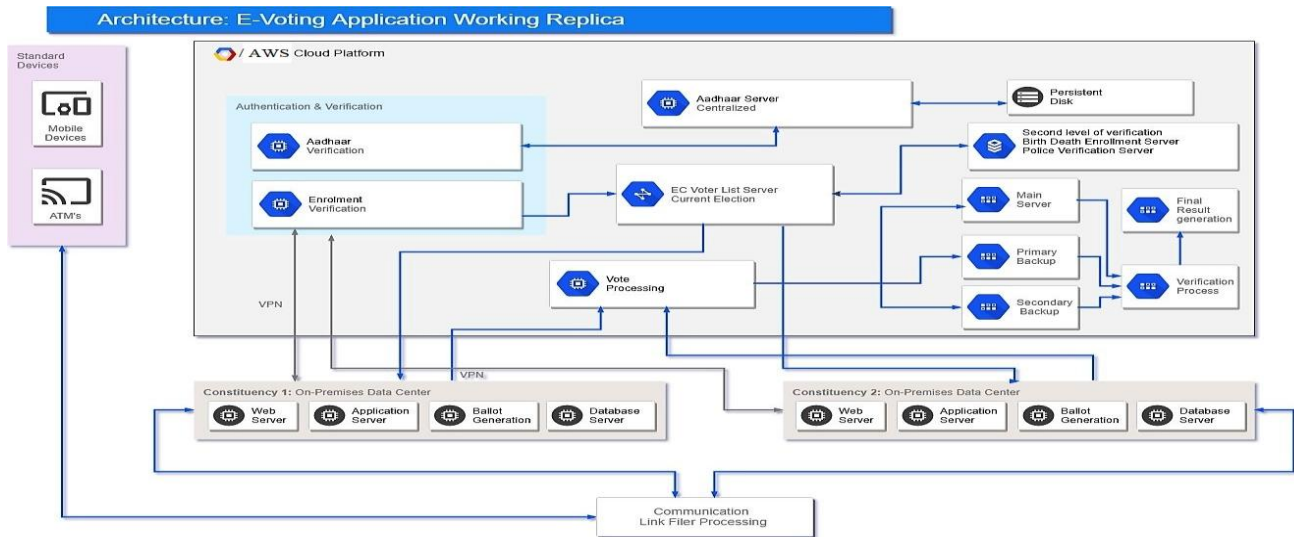 Architecture: E-Voting Application Working Replica
Standard
Devices
Mobile
Devices
ATM's
/ AWS Cloud Platform
Authentication & Verification
Aadhaar
Verification
Enrolment
Verification
Aadhaar Server
Centralized
Persistent
Disk
Second level of verification
Birth Death Enrollment Server
Police Verification Server
EC Voter List Server
Current Election
Main
Server
Final
Result
generation
Vote
Processing
Primary
Backup
Verification
Process
Secondary
Backup
VPN
VPN
Constituency 1: On-Premises Data Center
Web
Server
Application
Server
Ballot
Generation
Database
Server
Constituency 2: On-Premises Data Center
Web
Server
Application
Server
Ballot
Generation
Database
Server
Communication
Link Filer Processing